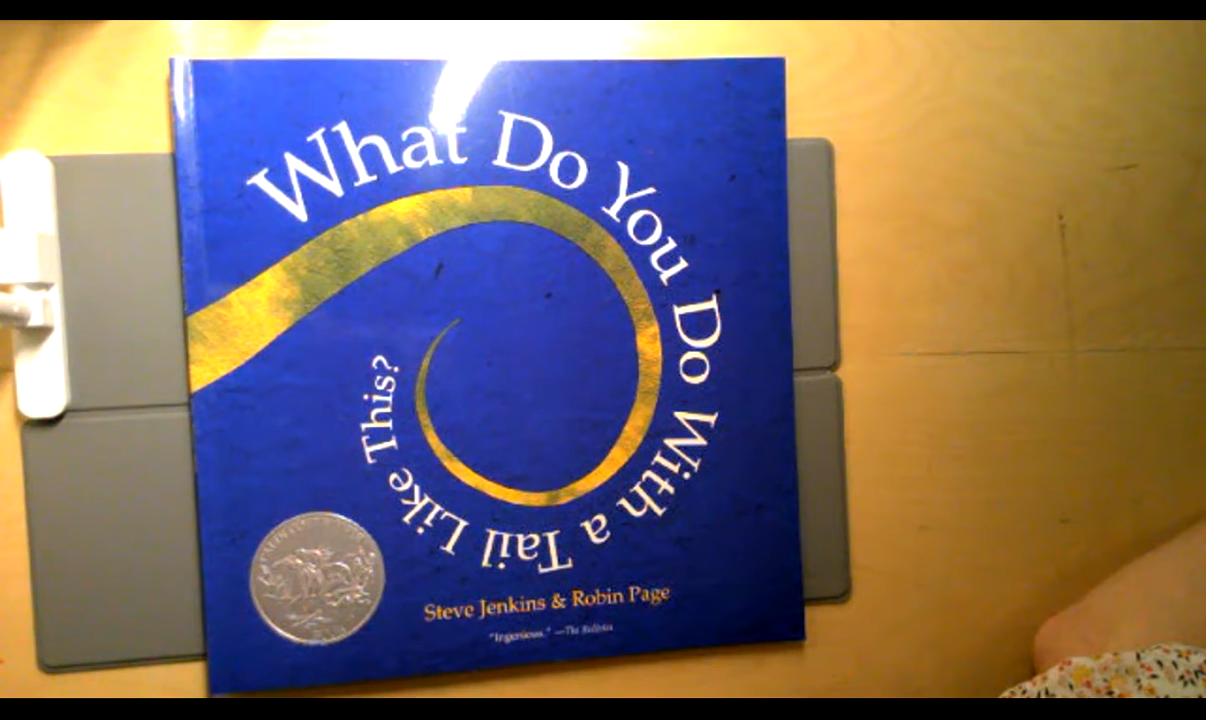 What Do You Do With a Tail Like This?
Steve Jenkins & Robin Page
"Ingenious." —The Bulletin